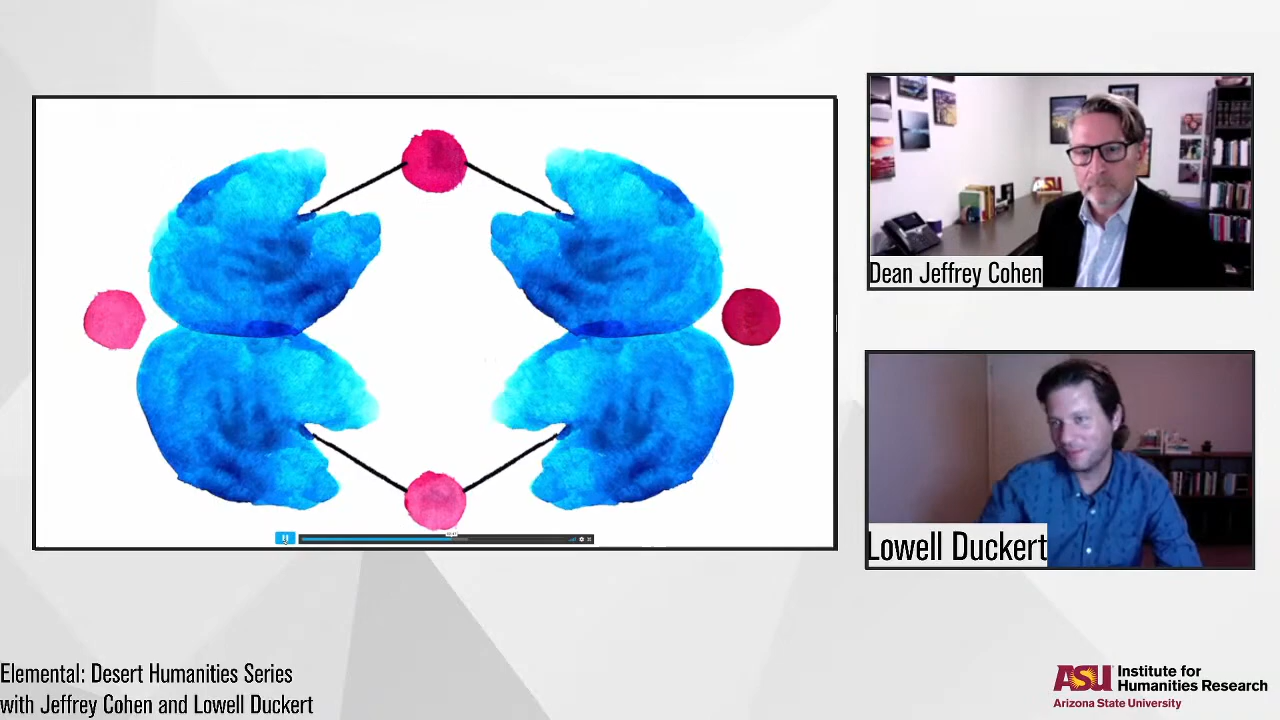 Dean Jeffrey Cohen
Lowell Duckert
Elemental: Desert Humanities Series
with Jeffrey Cohen and Lowell Duckert
ASU Institute for
Humanities Research
Arizona State University